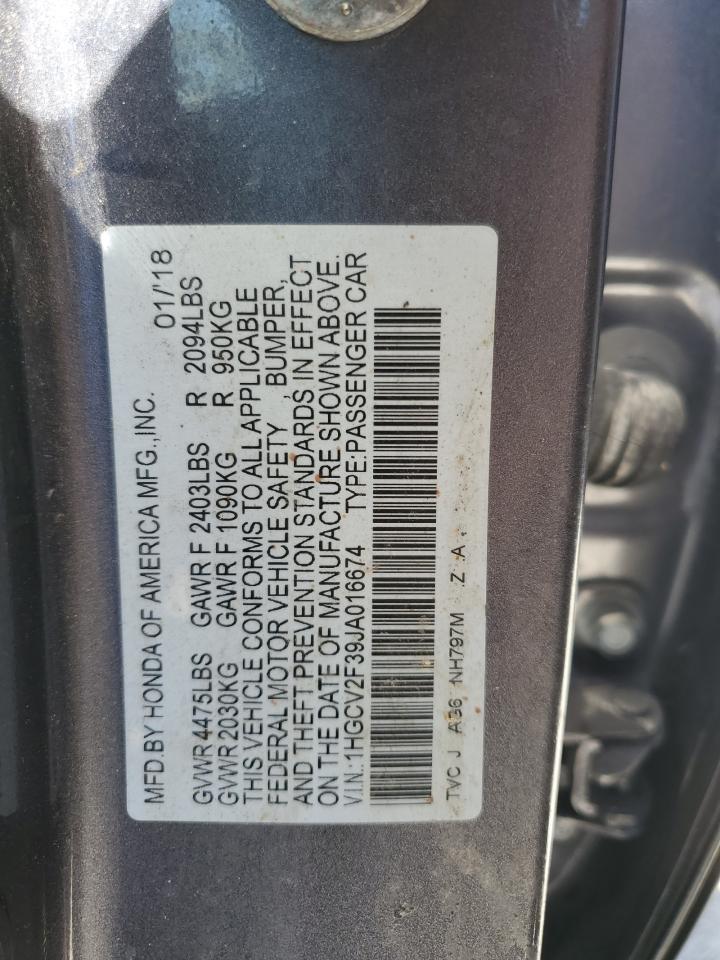 MFD.BY HONDA OF AMERICA MFG.,INC. 01/'18
GVWR 4475LBS GAWR F 2403LBS R 2094LBS
GVWR 2030KG GAWR F 1090KG R 950KG
THIS VEHICLE CONFORMS TO ALL APPLICABLE
FEDERAL MOTOR VEHICLE SAFETY , BUMPER,
AND THEFT PREVENTION STANDARDS IN EFFECT
ON THE DATE OF MANUFACTURE SHOWN ABOVE.
V.I.N.:1HGCV2F39JA016674 TYPE:PASSENGER CAR
TVC J A36 NH797M Z A